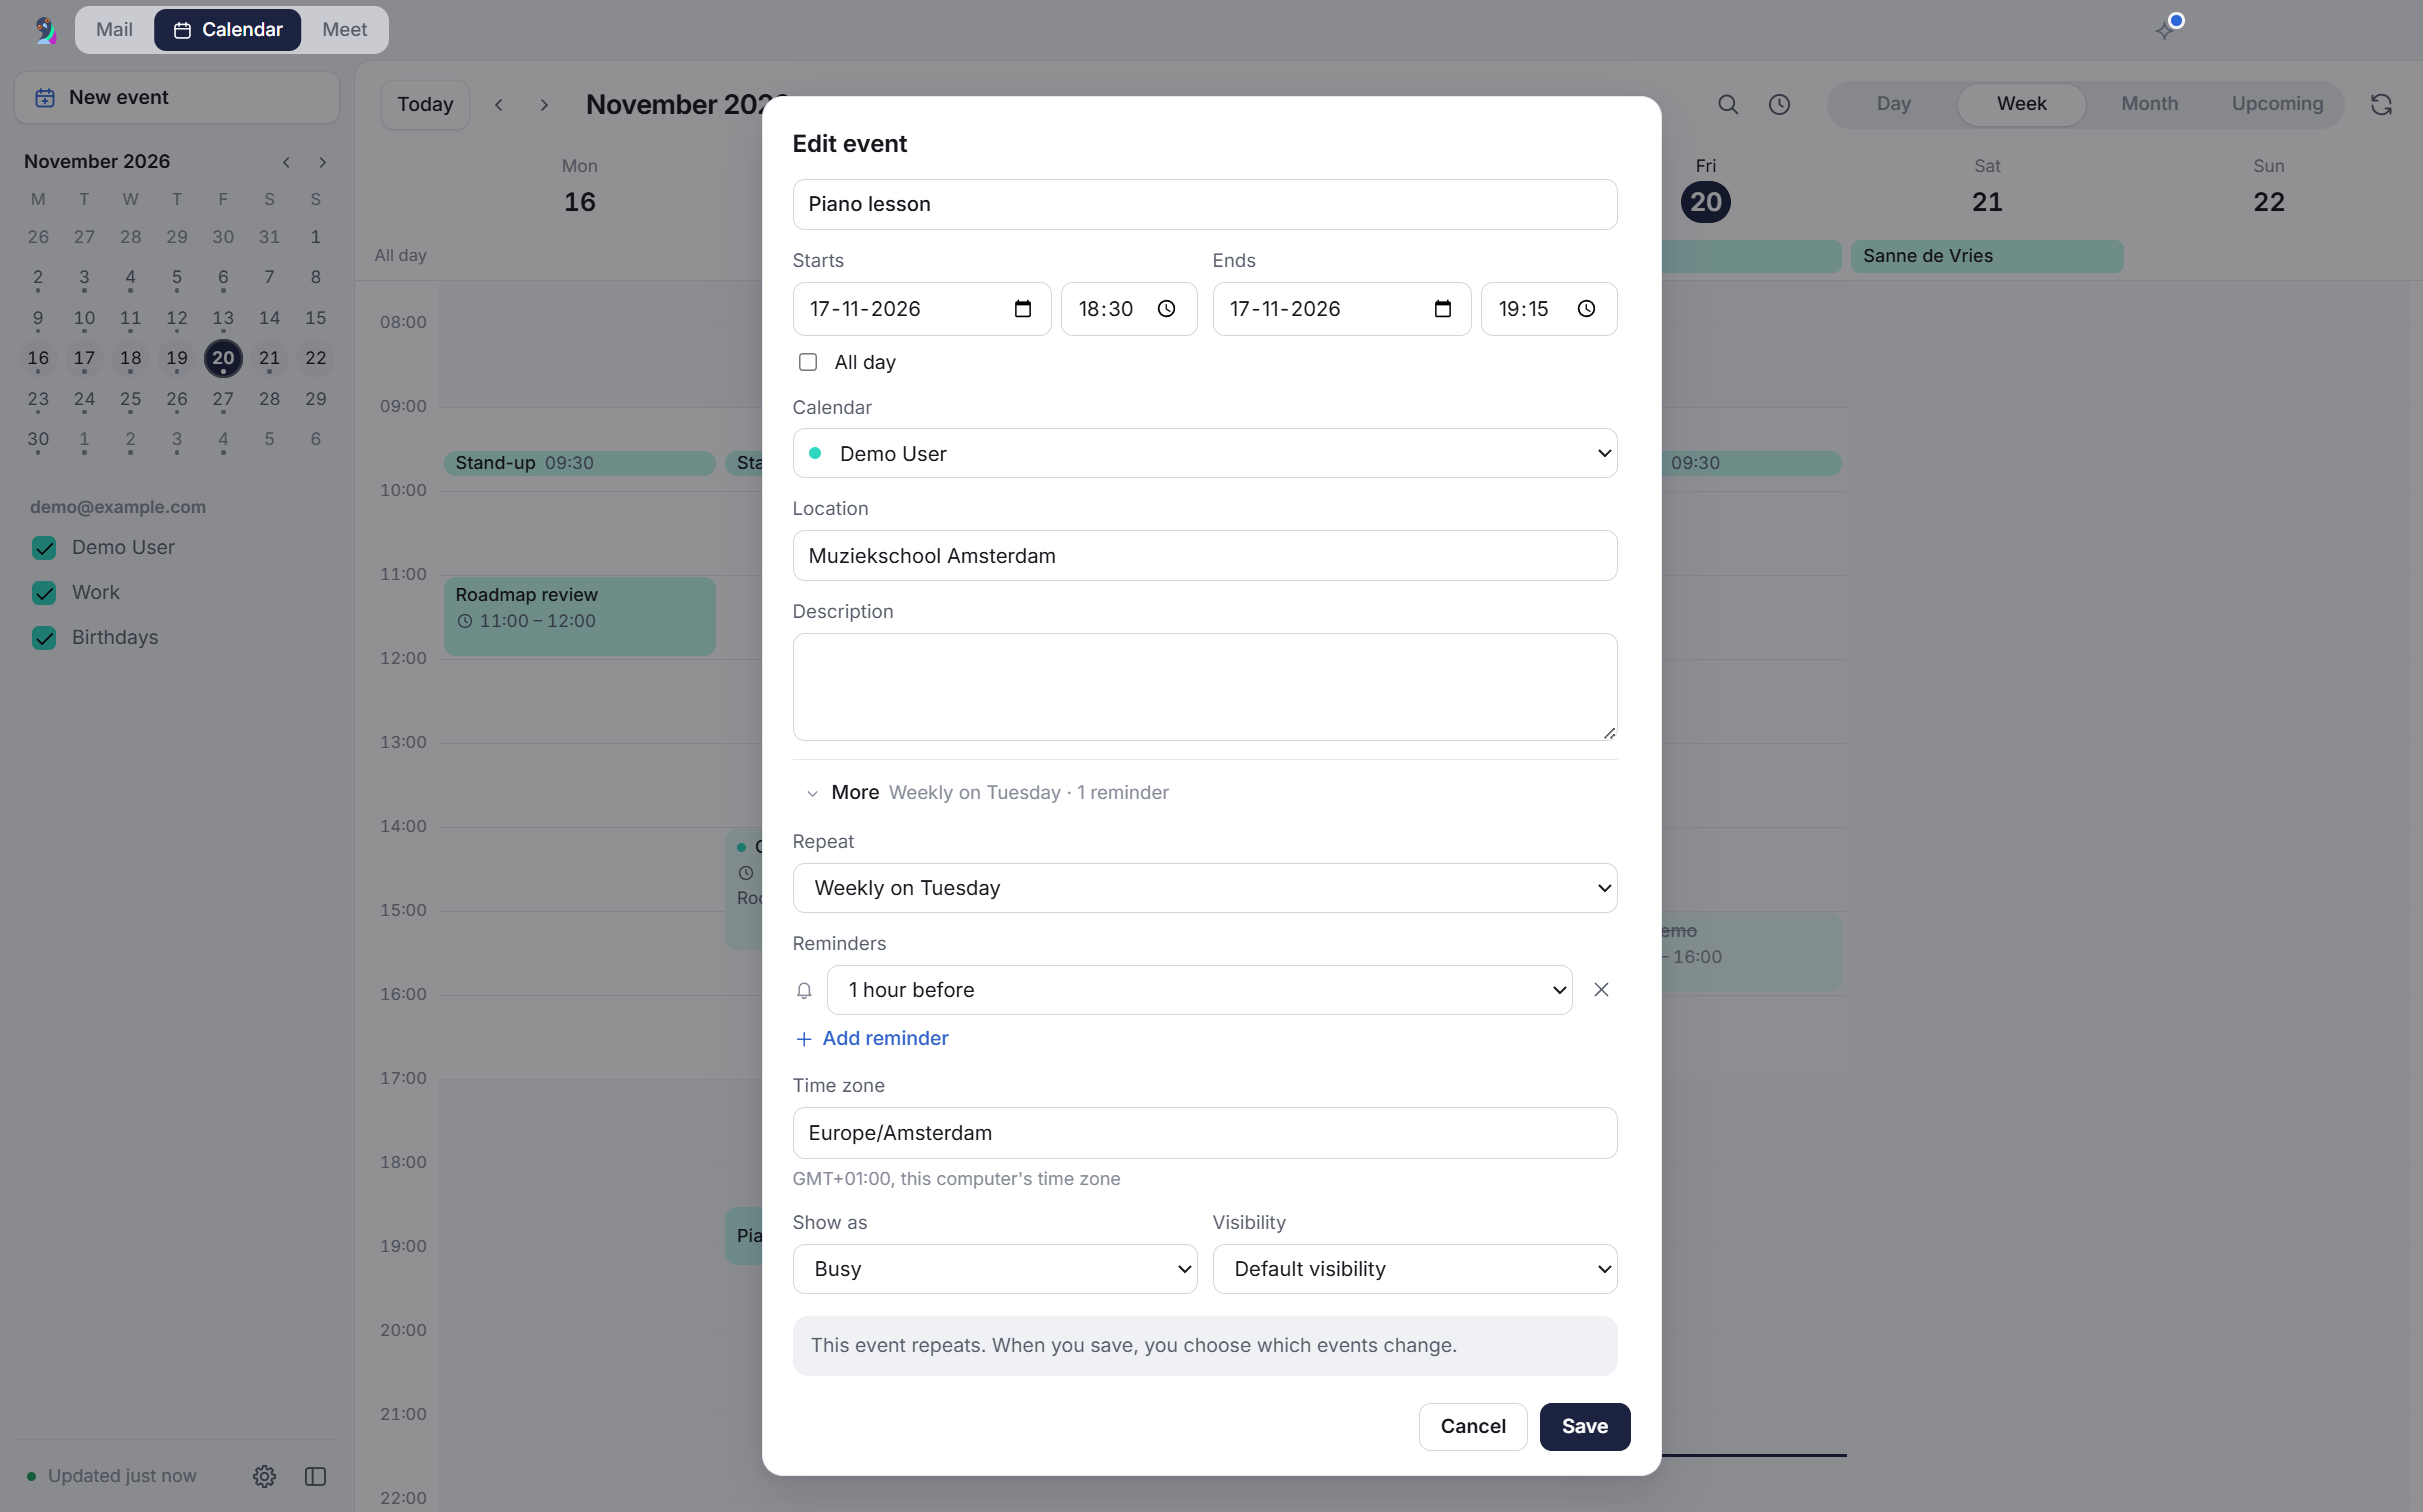 Mail Calendar Meet
New event
Today November 202
Day Week Month Upcoming
November 2026
M T W T F S S
26 27 28 29 30 31 1
2 3 4 5 6 7 8
9 10 11 12 13 14 15
16 17 18 19 20 21 22
23 24 25 26 27 28 29
30 1 2 3 4 5 6
demo@example.com
Demo User
Work
Birthdays
Updated just now
Mon
16
Fri
20
Sat
21
Sun
22
All day
Sanne de Vries
08:00
09:00
Stand-up 09:30
Sta
09:30
10:00
11:00
Roadmap review
11:00 – 12:00
12:00
13:00
14:00
Roo
15:00
emo
– 16:00
16:00
17:00
18:00
19:00
Pia
20:00
21:00
22:00
Edit event
Piano lesson
Starts
Ends
17-11-2026 18:30 17-11-2026 19:15
All day
Calendar
Demo User
Location
Muziekschool Amsterdam
Description
More Weekly on Tuesday · 1 reminder
Repeat
Weekly on Tuesday
Reminders
1 hour before
Add reminder
Time zone
Europe/Amsterdam
GMT+01:00, this computer's time zone
Show as
Visibility
Busy
Default visibility
This event repeats. When you save, you choose which events change.
Cancel Save